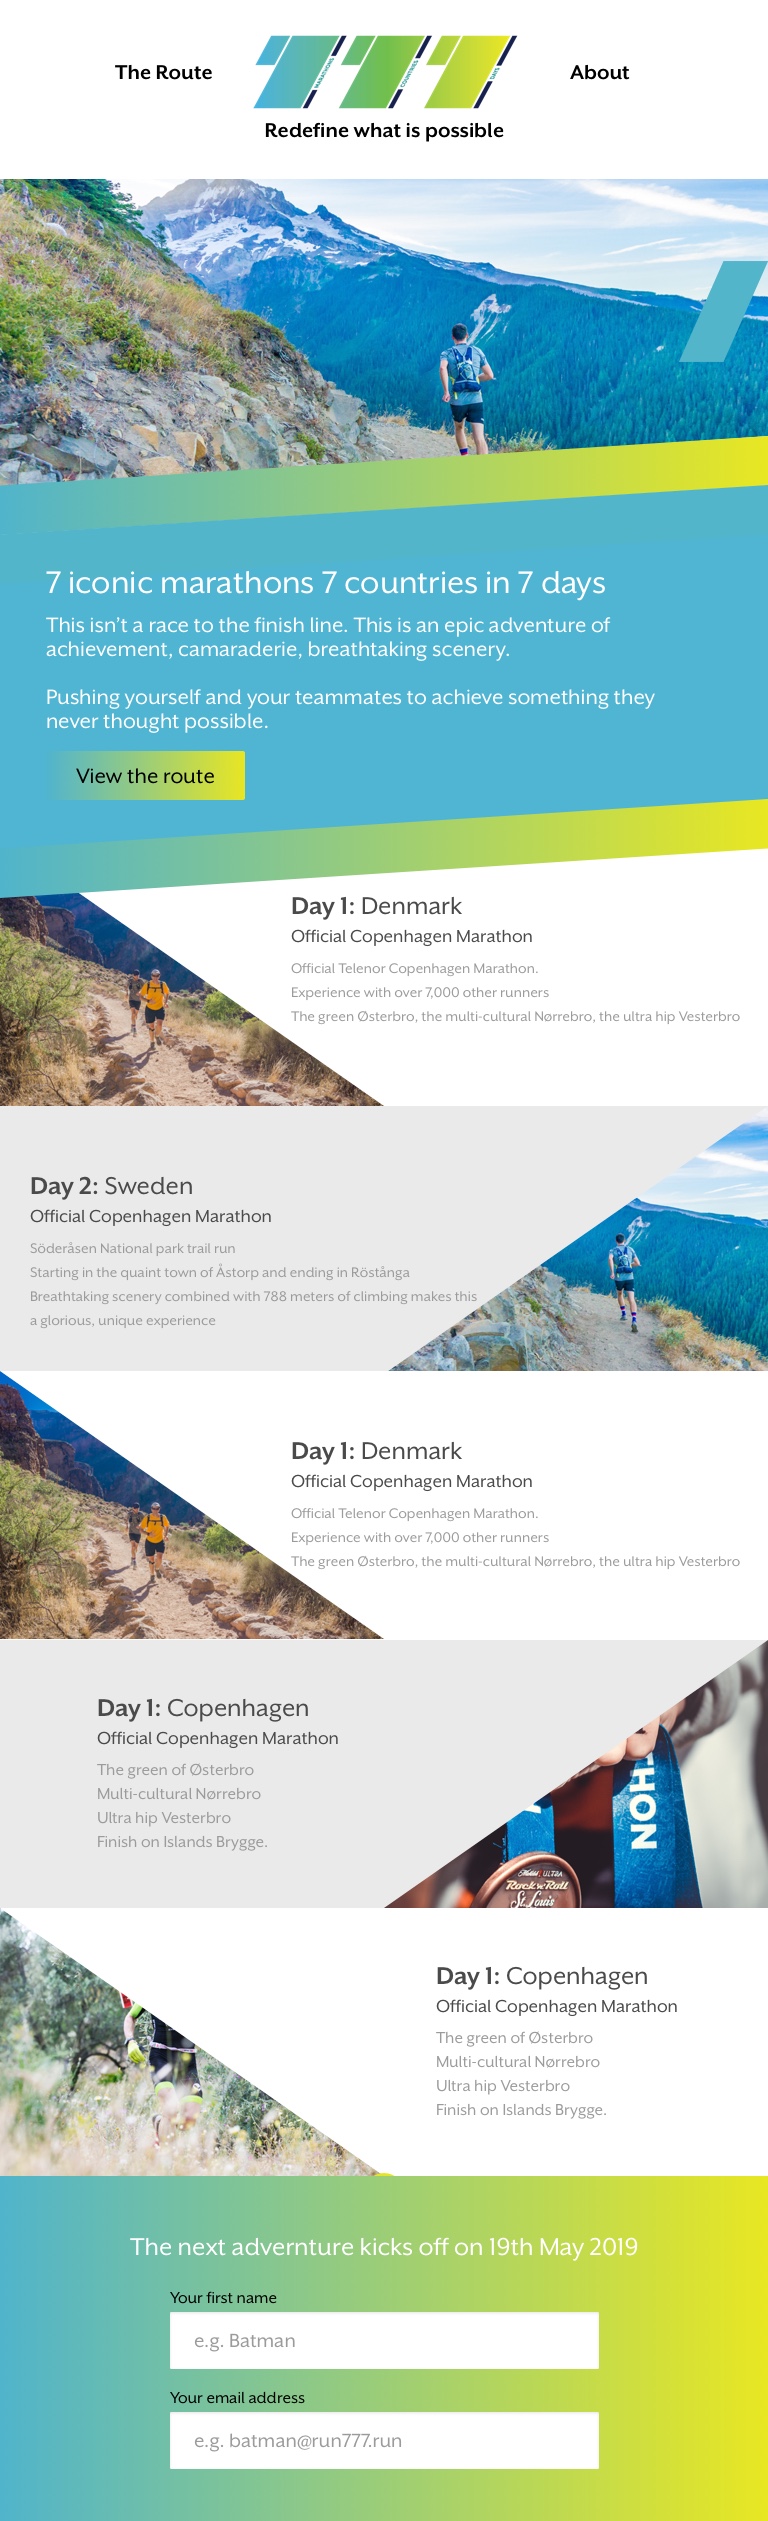 The Route
777
MARATHONS
COUNTRIES
DAYS
About
Redefine what is possible
7 iconic marathons 7 countries in 7 days
This isn't a race to the finish line. This is an epic adventure of
achievement, camaraderie, breathtaking scenery.
Pushing yourself and your teammates to achieve something they
never thought possible.
View the route
Day 1: Denmark
Official Copenhagen Marathon
Official Telenor Copenhagen Marathon.
Experience with over 7,000 other runners
The green Østerbro, the multi-cultural Nørrebro, the ultra hip Vesterbro
Day 2: Sweden
Official Copenhagen Marathon
Söderåsen National park trail run
Starting in the quaint town of Åstorp and ending in Röstånga
Breathtaking scenery combined with 788 meters of climbing makes this
a glorious, unique experience
Day 1: Denmark
Official Copenhagen Marathon
Official Telenor Copenhagen Marathon.
Experience with over 7,000 other runners
The green Østerbro, the multi-cultural Nørrebro, the ultra hip Vesterbro
Day 1: Copenhagen
Official Copenhagen Marathon
The green of Østerbro
Multi-cultural Nørrebro
Ultra hip Vesterbro
Finish on Islands Brygge.
HON
ULTRA
Rock 'n' Roll
St. Louis
Day 1: Copenhagen
Official Copenhagen Marathon
The green of Østerbro
Multi-cultural Nørrebro
Ultra hip Vesterbro
Finish on Islands Brygge.
The next advernture kicks off on 19th May 2019
Your first name
e.g. Batman
Your email address
e.g. batman@run777.run